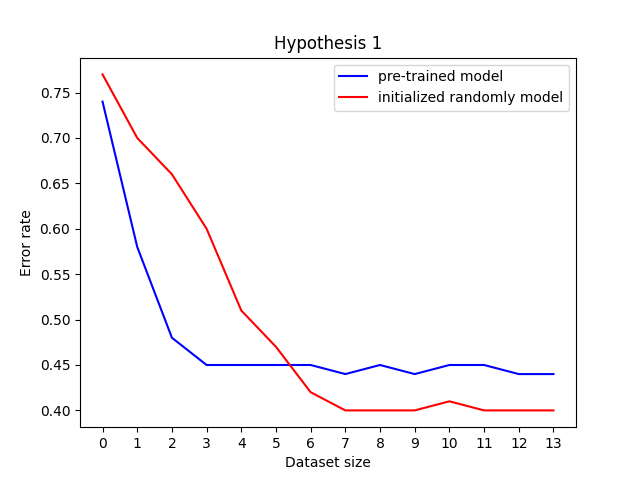 Hypothesis 1
pre-trained model
initialized randomly model
Error rate
0.75
0.70
0.65
0.60
0.55
0.50
0.45
0.40
0 1 2 3 4 5 6 7 8 9 10 11 12 13
Dataset size